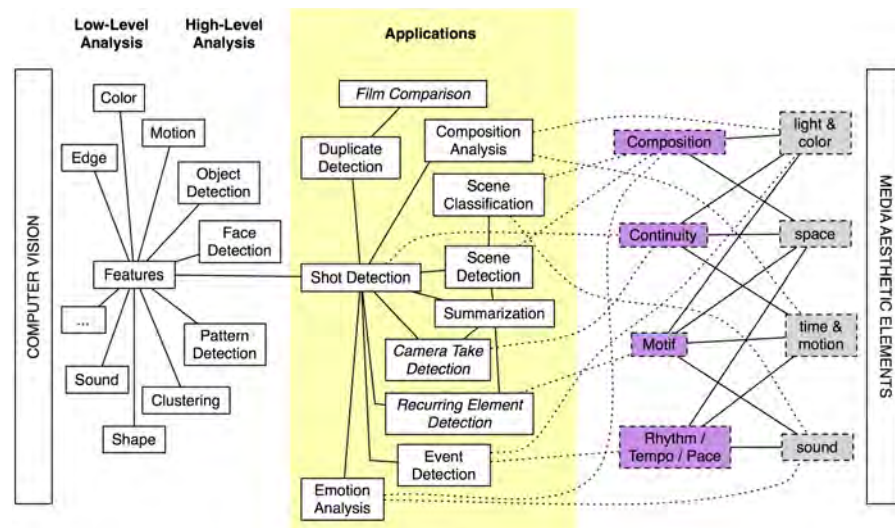 Low-Level
Analysis
High-Level
Analysis
Applications
COMPUTER VISION
Color
Motion
Edge
Object
Detection
Face
Detection
Features
...
Pattern
Detection
Sound
Clustering
Shape
Film Comparison
Duplicate
Detection
Composition
Analysis
Scene
Classification
Shot Detection
Scene
Detection
Summarization
Camera Take
Detection
Recurring Element
Detection
Event
Detection
Emotion
Analysis
Composition
Continuity
Motif
Rhythm /
Tempo / Pace
light &
color
space
time &
motion
sound
MEDIA AESTHETIC ELEMENTS